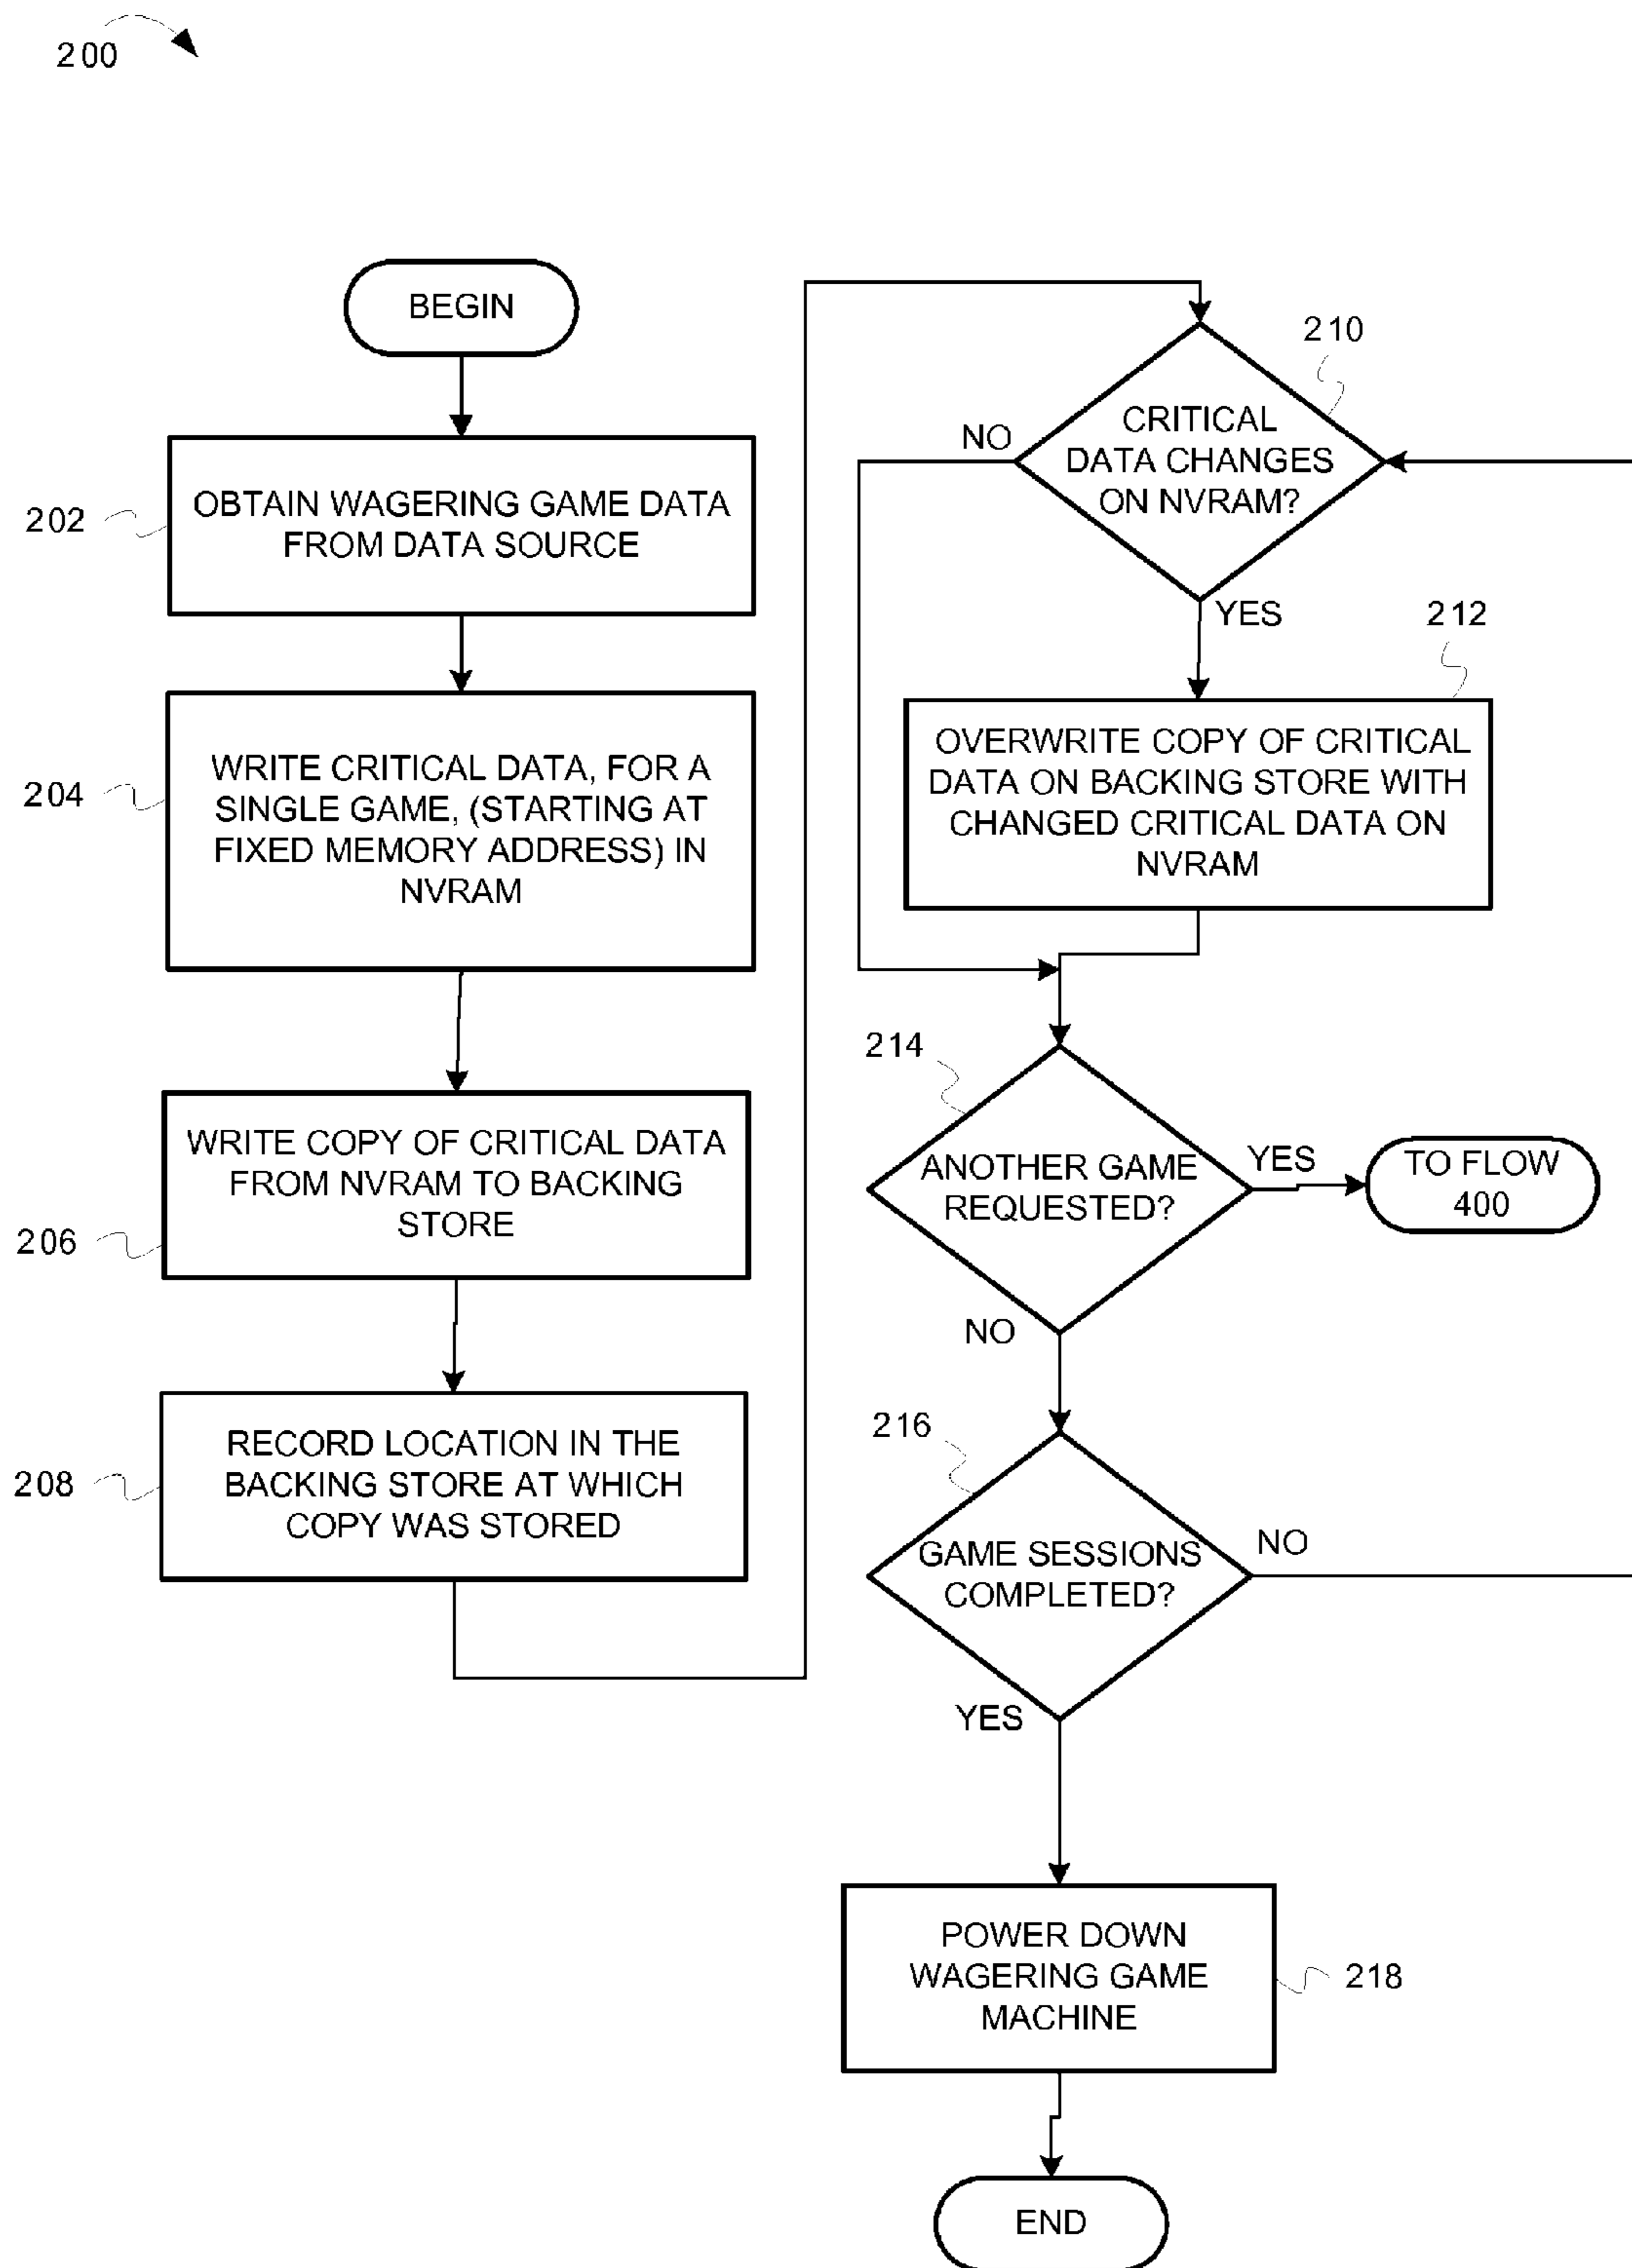 200
BEGIN
202
OBTAIN WAGERING GAME DATA
FROM DATA SOURCE
204
WRITE CRITICAL DATA, FOR A
SINGLE GAME, (STARTING AT
FIXED MEMORY ADDRESS) IN
NVRAM
206
WRITE COPY OF CRITICAL DATA
FROM NVRAM TO BACKING
STORE
208
RECORD LOCATION IN THE
BACKING STORE AT WHICH
COPY WAS STORED
210
CRITICAL
DATA CHANGES
ON NVRAM?
NO
YES
212
OVERWRITE COPY OF CRITICAL
DATA ON BACKING STORE WITH
CHANGED CRITICAL DATA ON
NVRAM
214
ANOTHER GAME
REQUESTED?
YES
TO FLOW
400
NO
216
GAME SESSIONS
COMPLETED?
NO
YES
POWER DOWN
WAGERING GAME
MACHINE
218
END